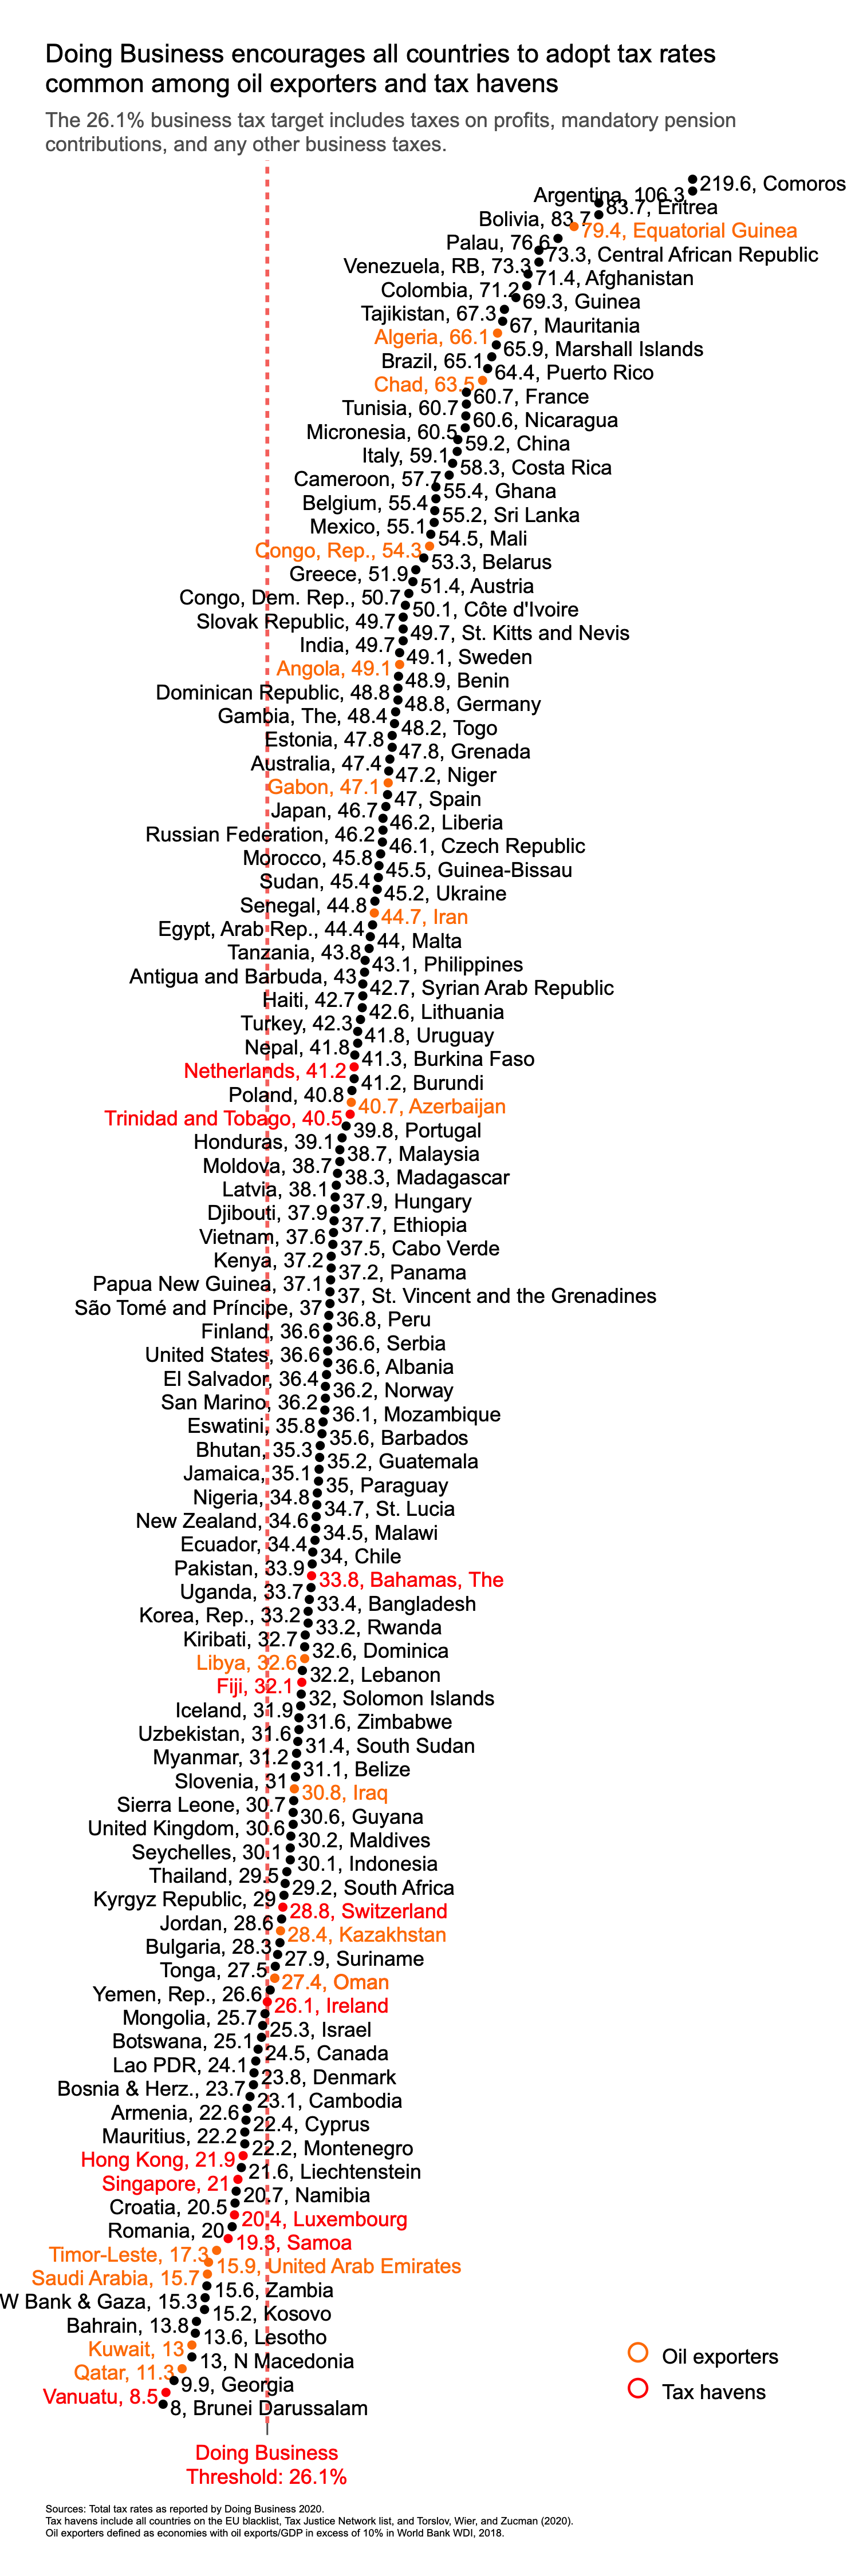 Doing Business encourages all countries to adopt tax rates
common among oil exporters and tax havens
The 26.1% business tax target includes taxes on profits, mandatory pension
contributions, and any other business taxes.
219.6, Comoros
Argentina, 106.3
83.7, Eritrea
Bolivia, 83.7
79.4, Equatorial Guinea
Palau, 76.6
73.3, Central African Republic
Venezuela, RB, 73.3
71.4, Afghanistan
Colombia, 71.2
69.3, Guinea
Tajikistan, 67.3
67, Mauritania
Algeria, 66.1
65.9, Marshall Islands
Brazil, 65.1
64.4, Puerto Rico
Chad, 63.5
60.7, France
Tunisia, 60.7
60.6, Nicaragua
Micronesia, 60.5
59.2, China
Italy, 59.1
58.3, Costa Rica
Cameroon, 57.7
55.4, Ghana
Belgium, 55.4
55.2, Sri Lanka
Mexico, 55.1
54.5, Mali
Congo, Rep., 54.3
53.3, Belarus
Greece, 51.9
51.4, Austria
Congo, Dem. Rep., 50.7
50.1, Côte d'Ivoire
Slovak Republic, 49.7
49.7, St. Kitts and Nevis
India, 49.7
49.1, Sweden
Angola, 49.1
48.9, Benin
Dominican Republic, 48.8
48.8, Germany
Gambia, The, 48.4
48.2, Togo
Estonia, 47.8
47.8, Grenada
Australia, 47.4
47.2, Niger
Gabon, 47.1
47, Spain
Japan, 46.7
46.2, Liberia
Russian Federation, 46.2
46.1, Czech Republic
Morocco, 45.8
45.5, Guinea-Bissau
Sudan, 45.4
45.2, Ukraine
Senegal, 44.8
44.7, Iran
Egypt, Arab Rep., 44.4
44, Malta
Tanzania, 43.8
43.1, Philippines
Antigua and Barbuda, 43
42.7, Syrian Arab Republic
Haiti, 42.7
42.6, Lithuania
Turkey, 42.3
41.8, Uruguay
Nepal, 41.8
41.3, Burkina Faso
Netherlands, 41.2
41.2, Burundi
Poland, 40.8
40.7, Azerbaijan
Trinidad and Tobago, 40.5
39.8, Portugal
Honduras, 39.1
38.7, Malaysia
Moldova, 38.7
38.3, Madagascar
Latvia, 38.1
37.9, Hungary
Djibouti, 37.9
37.7, Ethiopia
Vietnam, 37.6
37.5, Cabo Verde
Kenya, 37.2
37.2, Panama
Papua New Guinea, 37.1
37, St. Vincent and the Grenadines
São Tomé and Príncipe, 37
36.8, Peru
Finland, 36.6
36.6, Serbia
United States, 36.6
36.6, Albania
El Salvador, 36.4
36.2, Norway
San Marino, 36.2
36.1, Mozambique
Eswatini, 35.8
35.6, Barbados
Bhutan, 35.3
35.2, Guatemala
Jamaica, 35.1
35, Paraguay
Nigeria, 34.8
34.7, St. Lucia
New Zealand, 34.6
34.5, Malawi
Ecuador, 34.4
34, Chile
Pakistan, 33.9
33.8, Bahamas, The
Uganda, 33.7
33.4, Bangladesh
Korea, Rep., 33.2
33.2, Rwanda
Kiribati, 32.7
32.6, Dominica
Libya, 32.6
32.2, Lebanon
Fiji, 32.1
32, Solomon Islands
Iceland, 31.9
31.6, Zimbabwe
Uzbekistan, 31.6
31.4, South Sudan
Myanmar, 31.2
31.1, Belize
Slovenia, 31
30.8, Iraq
Sierra Leone, 30.7
30.6, Guyana
United Kingdom, 30.6
30.2, Maldives
Seychelles, 30.1
30.1, Indonesia
Thailand, 29.5
29.2, South Africa
Kyrgyz Republic, 29
28.8, Switzerland
Jordan, 28.6
28.4, Kazakhstan
Bulgaria, 28.3
27.9, Suriname
Tonga, 27.5
27.4, Oman
Yemen, Rep., 26.6
26.1, Ireland
Mongolia, 25.7
25.3, Israel
Botswana, 25.1
24.5, Canada
Lao PDR, 24.1
23.8, Denmark
Bosnia & Herz., 23.7
23.1, Cambodia
Armenia, 22.6
22.4, Cyprus
Mauritius, 22.2
22.2, Montenegro
Hong Kong, 21.9
21.6, Liechtenstein
Singapore, 21
20.7, Namibia
Croatia, 20.5
20.4, Luxembourg
Romania, 20
19.3, Samoa
Timor-Leste, 17.3
15.9, United Arab Emirates
Saudi Arabia, 15.7
15.6, Zambia
W Bank & Gaza, 15.3
15.2, Kosovo
Bahrain, 13.8
13.6, Lesotho
Kuwait, 13
13, N Macedonia
Qatar, 11.3
9.9, Georgia
Vanuatu, 8.5
8, Brunei Darussalam
Oil exporters
Tax havens
Doing Business
Threshold: 26.1%
Sources: Total tax rates as reported by Doing Business 2020.
Tax havens include all countries on the EU blacklist, Tax Justice Network list, and Torslov, Wier, and Zucman (2020).
Oil exporters defined as economies with oil exports/GDP in excess of 10% in World Bank WDI, 2018.